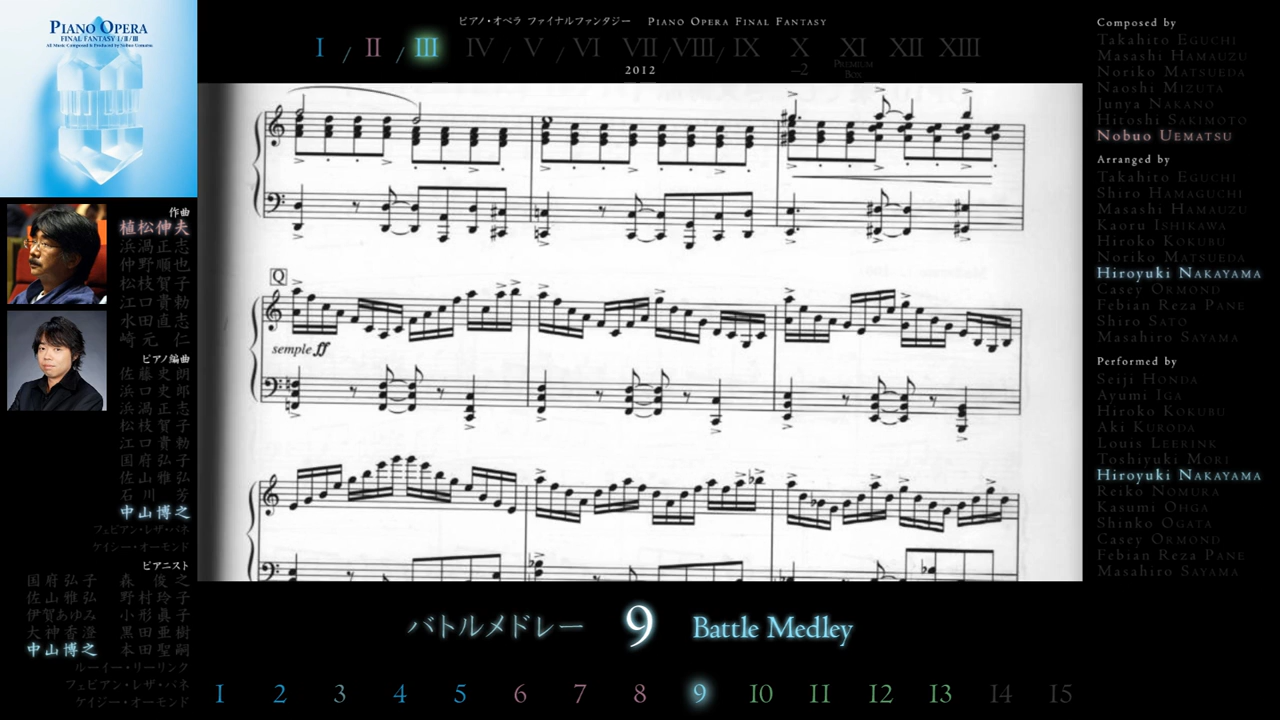 PIANO OPERA
FINAL FANTASY I/II/III
All Music Composed & Produced by Nobuo Uematsu
ピアノ・オペラ ファイナルファンタジー PIANO OPERA FINAL FANTASY
I / II / III IV / V / VI VII / VIII / IX X XI XII XIII
–2 PREMIUM BOX
2012
作曲
植松伸夫
浜渦正志
仲野順也
松枝賀子
江口貴勅
水田直志
崎元 仁
ピアノ編曲
佐藤史朗
浜口史郎
浜渦正志
松枝賀子
江口貴勅
国府弘子
佐山雅弘
石川 芳
中山博之
フェビアン・レザ・パネ
ケイシー・オーモンド
ピアニスト
国府弘子 森 俊之
佐山雅弘 野村玲子
伊賀あゆみ 小形眞子
大神香澄 黒田亜樹
中山博之 本田聖嗣
ルーイー・リーリンク
フェビアン・レザ・パネ
ケイジー・オーモンド
Q
semple ff
バトルメドレー 9 Battle Medley
1 2 3 4 5 6 7 8 9 10 11 12 13 14 15
Composed by
Takahiro EGUCHI
Masashi HAMAUZU
Noriko MATSUEDA
Naoshi MIZUTA
Junya NAKANO
Hitoshi SAKIMOTO
Nobuo UEMATSU
Arranged by
Takahiro EGUCHI
Shiro HAMAGUCHI
Masashi HAMAUZU
Kaoru ISHIKAWA
Hiroko KOKUBU
Noriko MATSUEDA
Hiroyuki NAKAYAMA
Casey ORMOND
Febian Reza PANE
Shiro SATO
Masahiro SAYAMA
Performed by
Seiji HONDA
Ayumi IGA
Hiroko KOKUBU
Aki KURODA
Louis LEERINK
Toshiyuki MORI
Hiroyuki NAKAYAMA
Reiko NOMURA
Kasumi OHGA
Shinko OGATA
Casey ORMOND
Febian Reza PANE
Masahiro SAYAMA